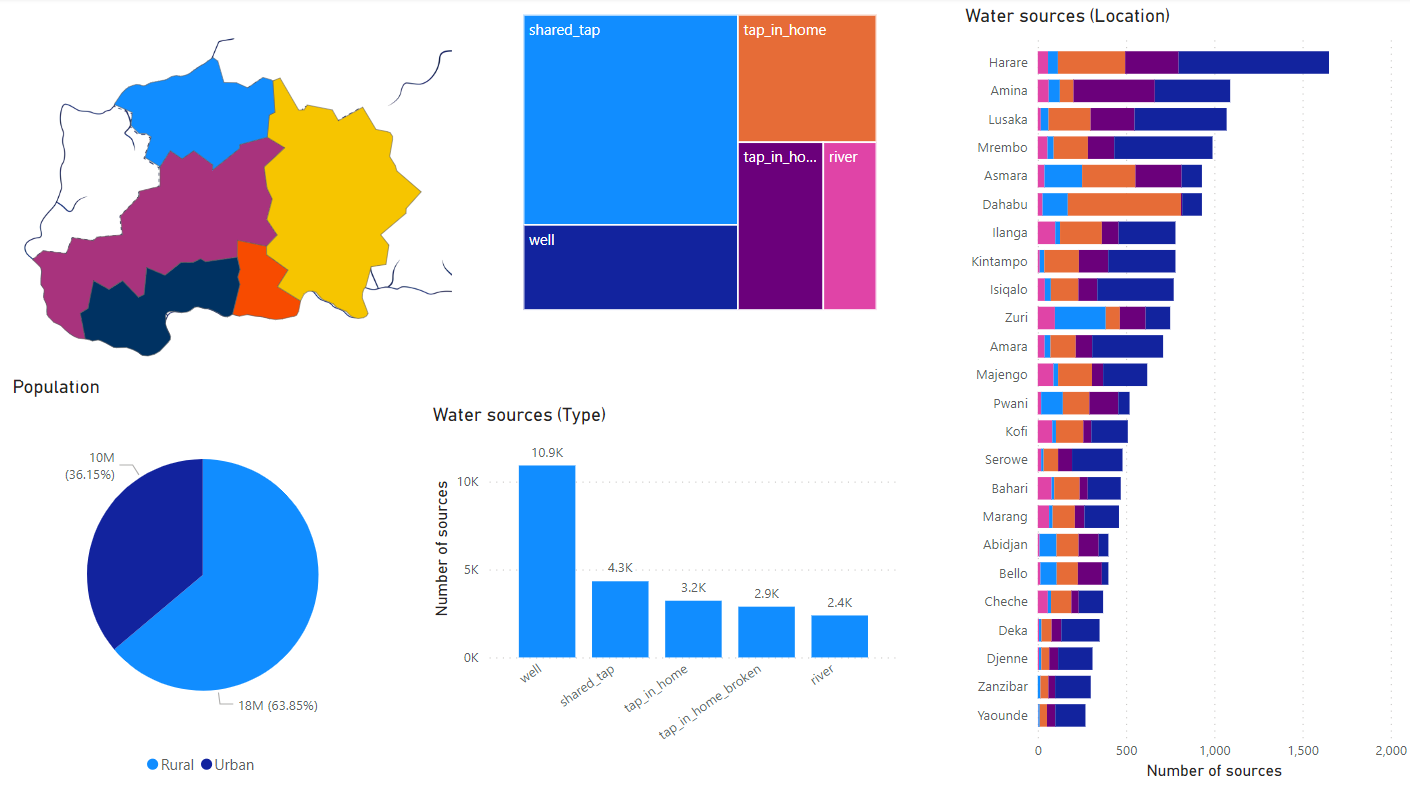 shared_tap
well
tap_in_home
tap_in_ho...
river
Population
10M
(36.15%)
18M (63.85%)
Rural
Urban
Water sources (Type)
Number of sources
10K
5K
0K
10.9K
4.3K
3.2K
2.9K
2.4K
well
shared_tap
tap_in_home
tap_in_home_broken
river
Water sources (Location)
Harare
Amina
Lusaka
Mrembo
Asmara
Dahabu
Ilanga
Kintampo
Isiqalo
Zuri
Amara
Majengo
Pwani
Kofi
Serowe
Bahari
Marang
Abidjan
Bello
Cheche
Deka
Djenne
Zanzibar
Yaounde
0
500
1,000
1,500
2,000
Number of sources